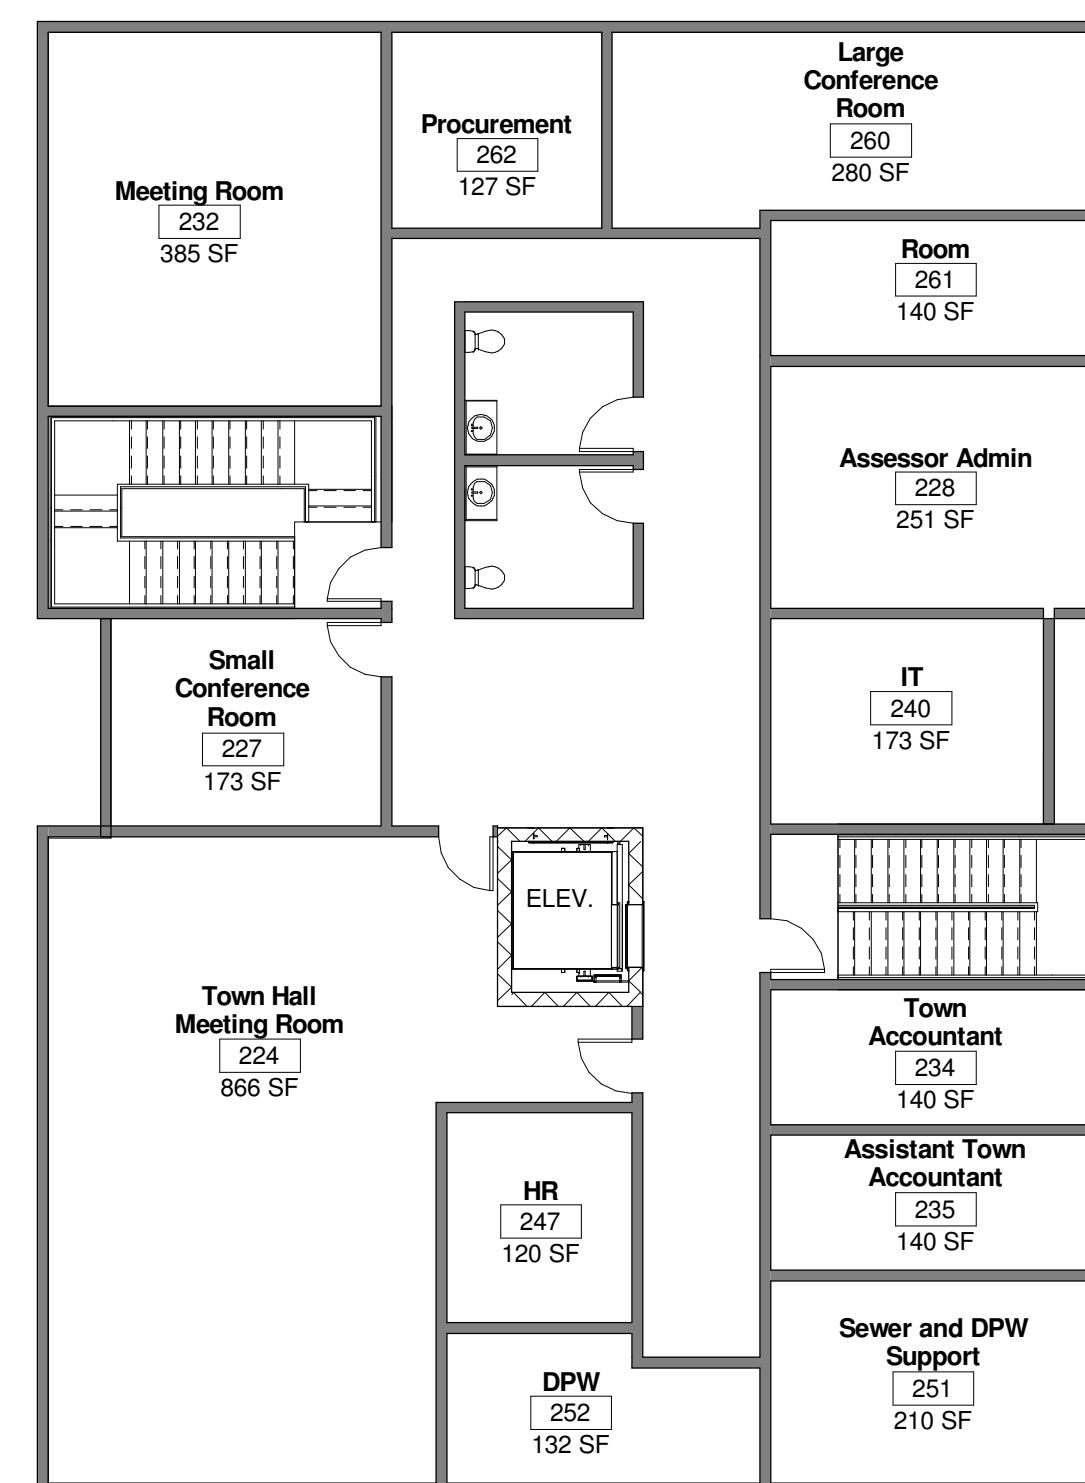 Large
Conference
Room
260
280 SF
Procurement
262
127 SF
Meeting Room
232
385 SF
Room
261
140 SF
Assessor Admin
228
251 SF
Small
Conference
Room
227
173 SF
IT
240
173 SF
ELEV.
Town Hall
Meeting Room
224
866 SF
Town
Accountant
234
140 SF
Assistant Town
Accountant
235
140 SF
HR
247
120 SF
Sewer and DPW
Support
251
210 SF
DPW
252
132 SF